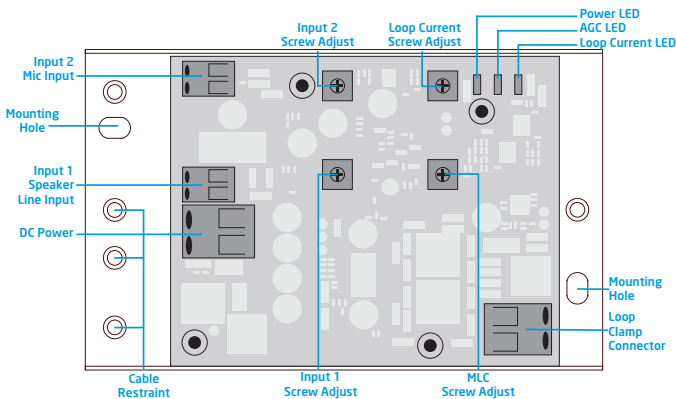 Power LED
AGC LED
Loop Current LED
Input 2
Screw Adjust
Loop Current
Screw Adjust
Input 2
Mic Input
Mounting
Hole
Input 1
Speaker
Line Input
DC Power
Mounting
Hole
Loop
Clamp
Connector
Cable
Restraint
Input 1
Screw Adjust
MLC
Screw Adjust